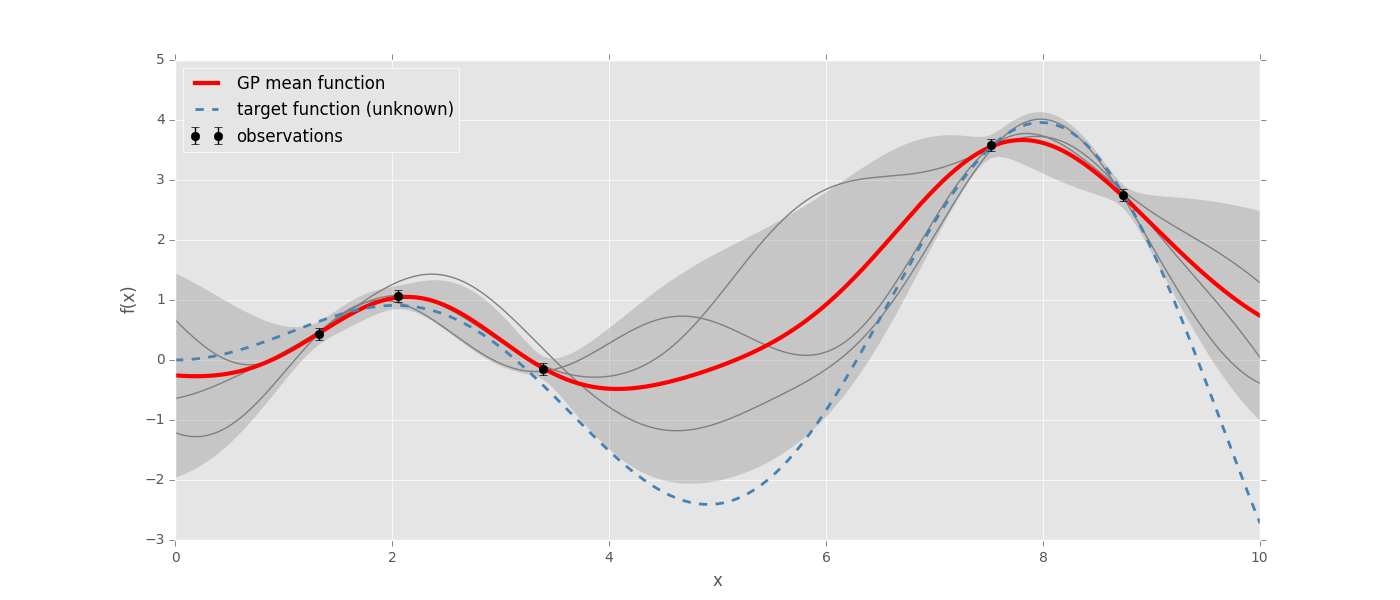 GP mean function
target function (unknown)
observations
5
4
3
2
1
0
−1
−2
−3
f(x)
0 2 4 6 8 10
x